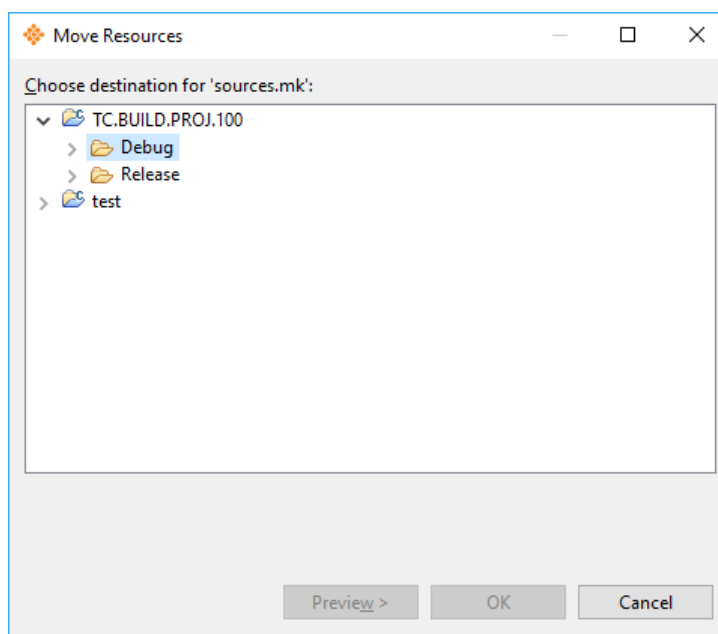 Move Resources
Choose destination for 'sources.mk':
TC.BUILD.PROJ.100
Debug
Release
test
Preview >
OK
Cancel